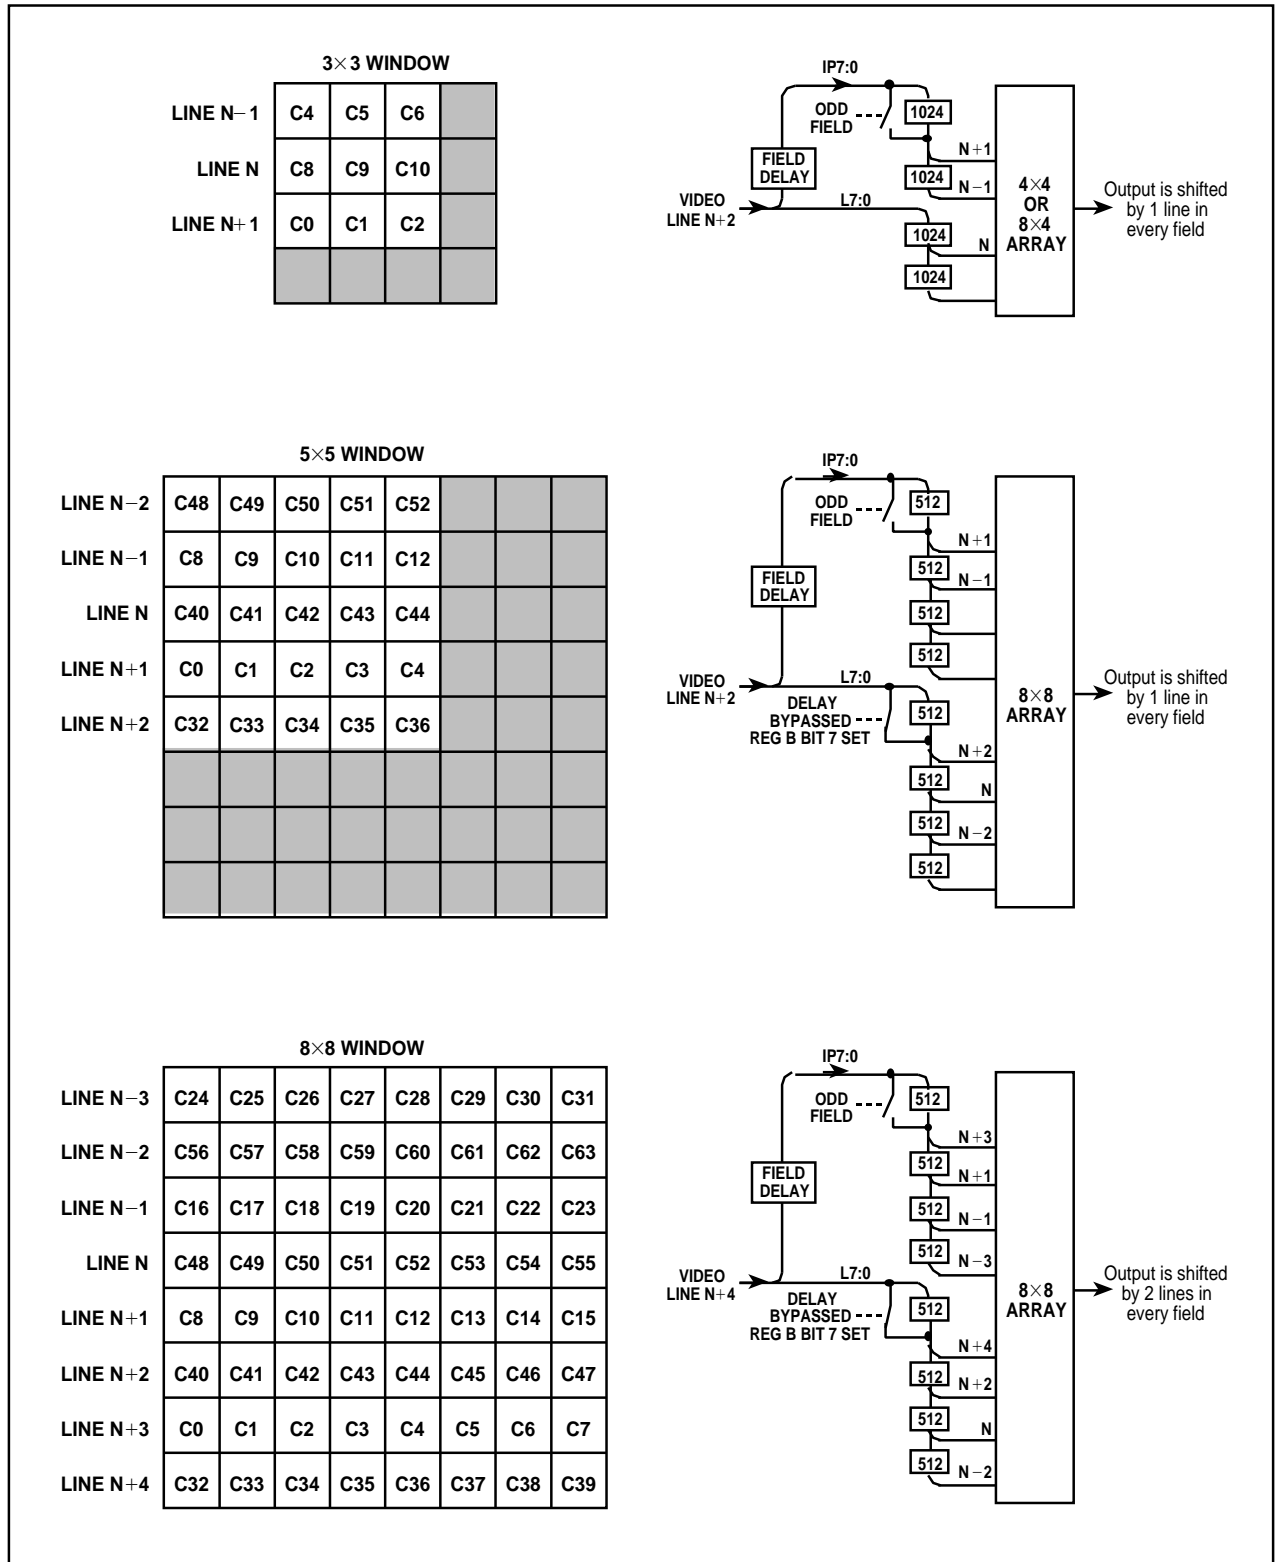 3×3 WINDOW
LINE N−1 C4 C5 C6
LINE N C8 C9 C10
LINE N+1 C0 C1 C2
IP7:0
ODD
FIELD
1024
FIELD
DELAY
N+1
1024
N−1
VIDEO
LINE N+2
L7:0
1024
N
1024
4×4
OR
8×4
ARRAY
Output is shifted
by 1 line in
every field
5×5 WINDOW
LINE N−2 C48 C49 C50 C51 C52
LINE N−1 C8 C9 C10 C11 C12
LINE N C40 C41 C42 C43 C44
LINE N+1 C0 C1 C2 C3 C4
LINE N+2 C32 C33 C34 C35 C36
IP7:0
ODD
FIELD
512
N+1
FIELD
DELAY
512
N−1
512
512
VIDEO
LINE N+2
L7:0
DELAY
BYPASSED
REG B BIT 7 SET
512
N+2
512
N
512
N−2
512
8×8
ARRAY
Output is shifted
by 1 line in
every field
8×8 WINDOW
LINE N−3 C24 C25 C26 C27 C28 C29 C30 C31
LINE N−2 C56 C57 C58 C59 C60 C61 C62 C63
LINE N−1 C16 C17 C18 C19 C20 C21 C22 C23
LINE N C48 C49 C50 C51 C52 C53 C54 C55
LINE N+1 C8 C9 C10 C11 C12 C13 C14 C15
LINE N+2 C40 C41 C42 C43 C44 C45 C46 C47
LINE N+3 C0 C1 C2 C3 C4 C5 C6 C7
LINE N+4 C32 C33 C34 C35 C36 C37 C38 C39
IP7:0
ODD
FIELD
512
N+3
FIELD
DELAY
512
N+1
512
N−1
512
N−3
VIDEO
LINE N+4
L7:0
DELAY
BYPASSED
REG B BIT 7 SET
512
N+4
512
N+2
512
N
512
N−2
8×8
ARRAY
Output is shifted
by 2 lines in
every field